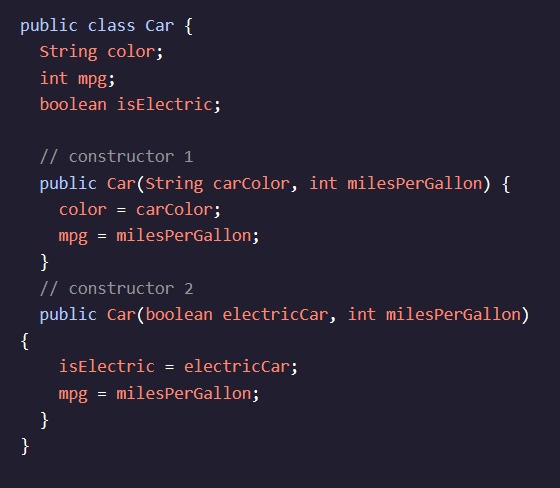 public class Car {
  String color;
  int mpg;
  boolean isElectric;

  // constructor 1
  public Car(String carColor, int milesPerGallon) {
    color = carColor;
    mpg = milesPerGallon;
  }
  // constructor 2
  public Car(boolean electricCar, int milesPerGallon)
{
    isElectric = electricCar;
    mpg = milesPerGallon;
  }
}